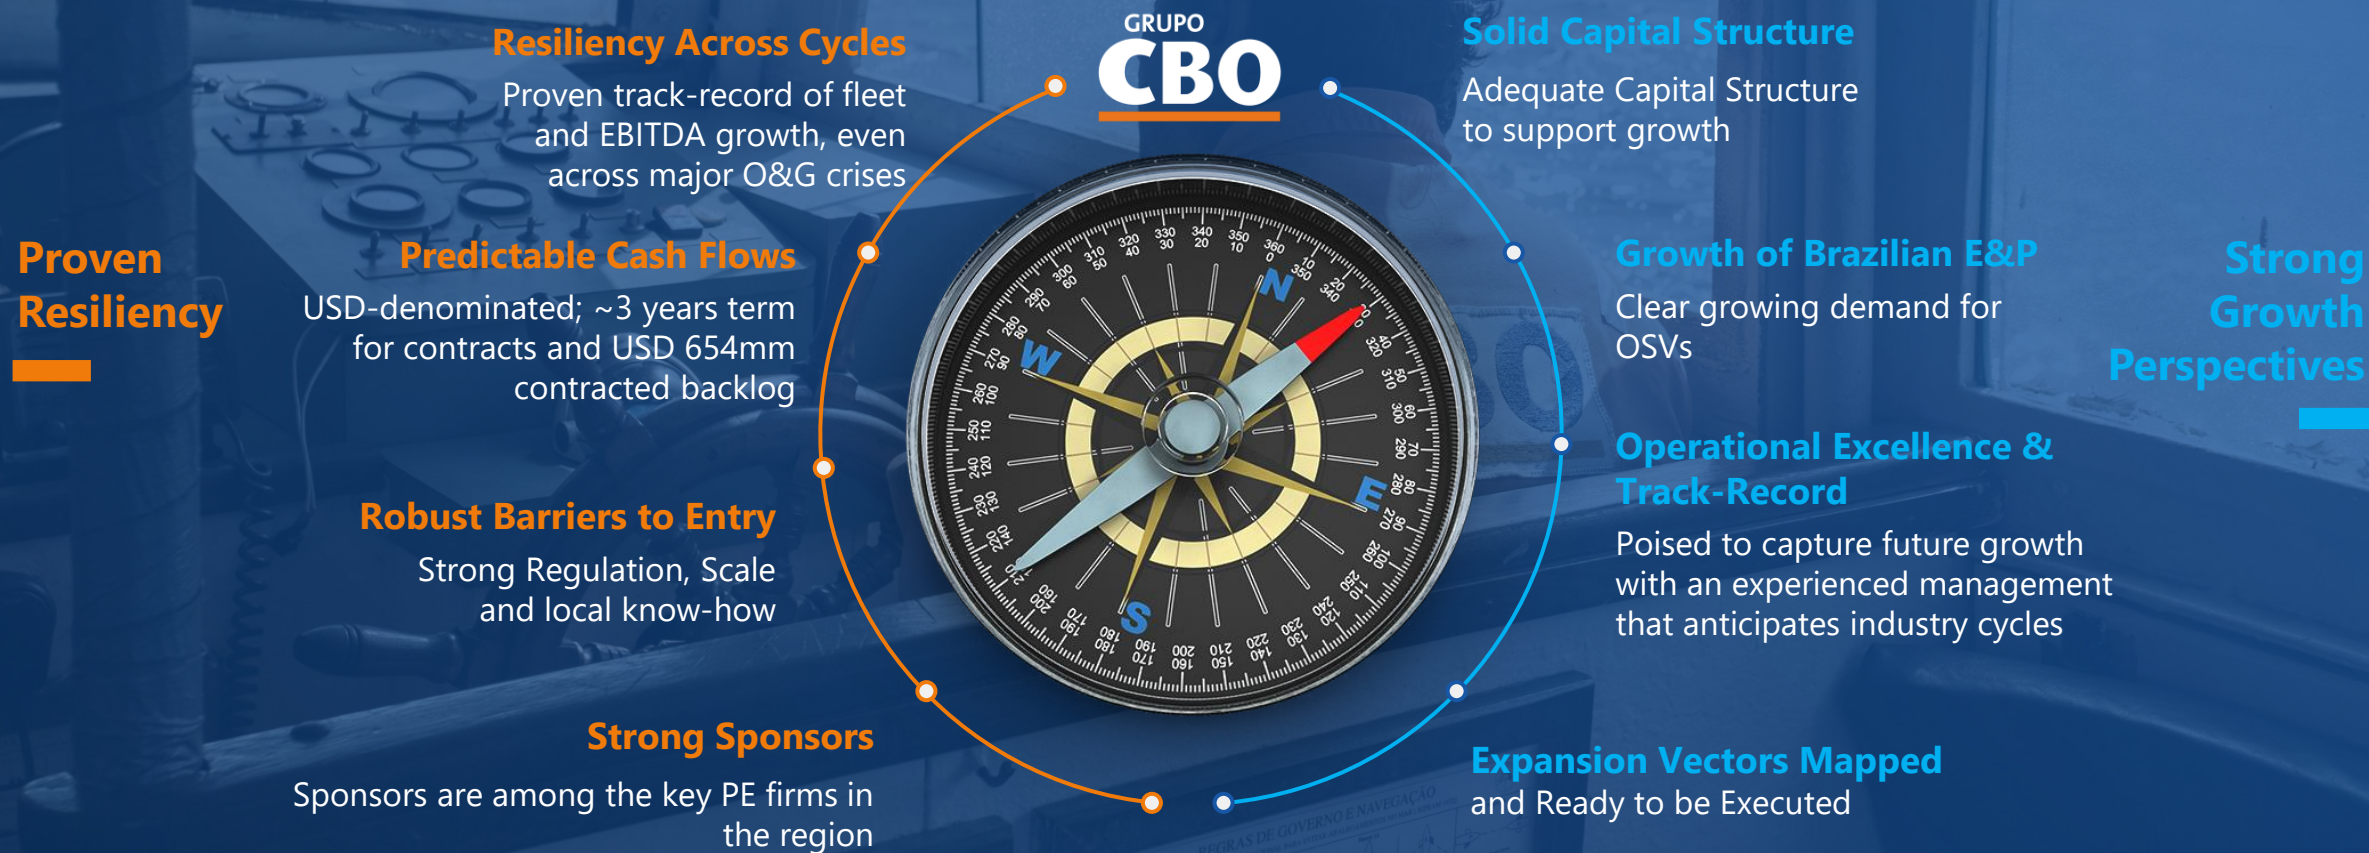 GRUPO
CBO
Proven
Resiliency
Resiliency Across Cycles
Proven track-record of fleet
and EBITDA growth, even
across major O&G crises
Predictable Cash Flows
USD-denominated; ~3 years term
for contracts and USD 654mm
contracted backlog
Robust Barriers to Entry
Strong Regulation, Scale
and local know-how
Strong Sponsors
Sponsors are among the key PE firms in
the region
N
W
E
S
Solid Capital Structure
Adequate Capital Structure
to support growth
Growth of Brazilian E&P
Clear growing demand for
OSVs
Operational Excellence &
Track-Record
Poised to capture future growth
with an experienced management
that anticipates industry cycles
Expansion Vectors Mapped
and Ready to be Executed
Strong
Growth
Perspectives
REGRAS DE GOVERNO E NAVEGAÇÃO